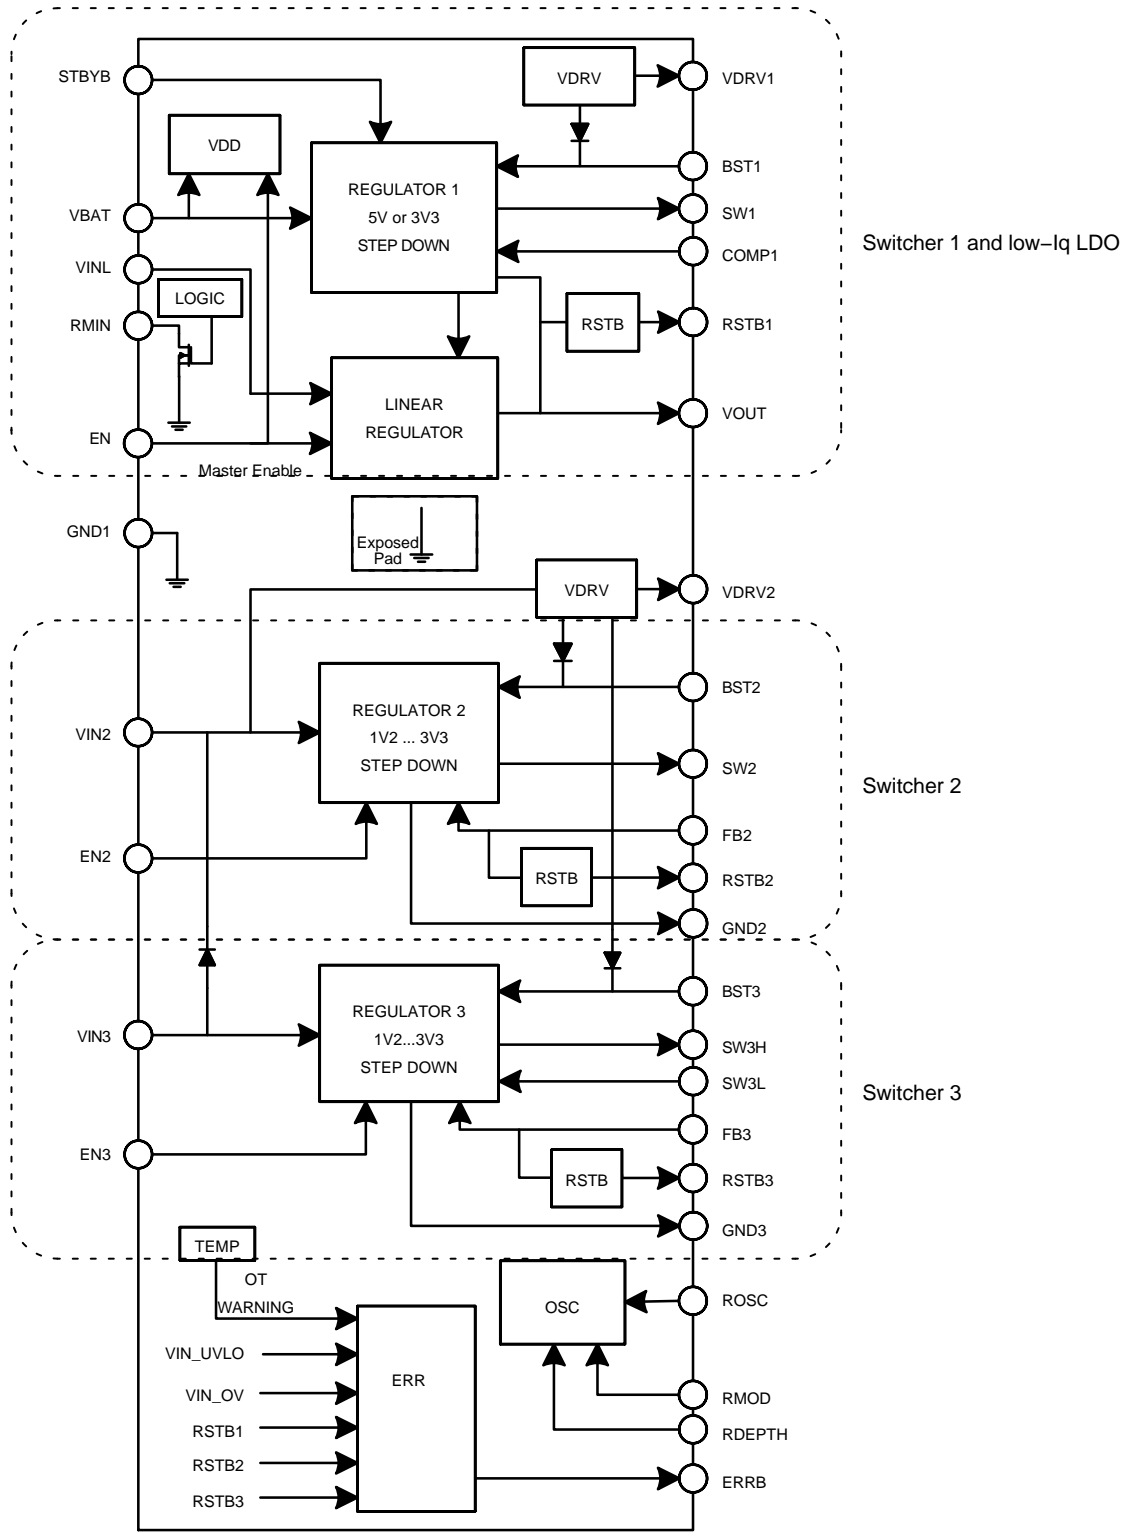 STBYB
VDRV
VDRV1
VDD
BST1
REGULATOR 1
5V or 3V3
STEP DOWN
VBAT
SW1
Switcher 1 and low–Iq LDO
COMP1
VINL
LOGIC
RMIN
RSTB
RSTB1
LINEAR
REGULATOR
VOUT
EN
Master Enable
GND1
Exposed
Pad
VDRV
VDRV2
BST2
REGULATOR 2
1V2 ... 3V3
STEP DOWN
VIN2
SW2
Switcher 2
FB2
EN2
RSTB
RSTB2
GND2
BST3
REGULATOR 3
1V2...3V3
STEP DOWN
VIN3
SW3H
SW3L
Switcher 3
FB3
EN3
RSTB
RSTB3
GND3
TEMP
OT
WARNING
OSC
ROSC
VIN_UVLO
ERR
VIN_OV
RMOD
RSTB1
RDEPTH
RSTB2
ERRB
RSTB3